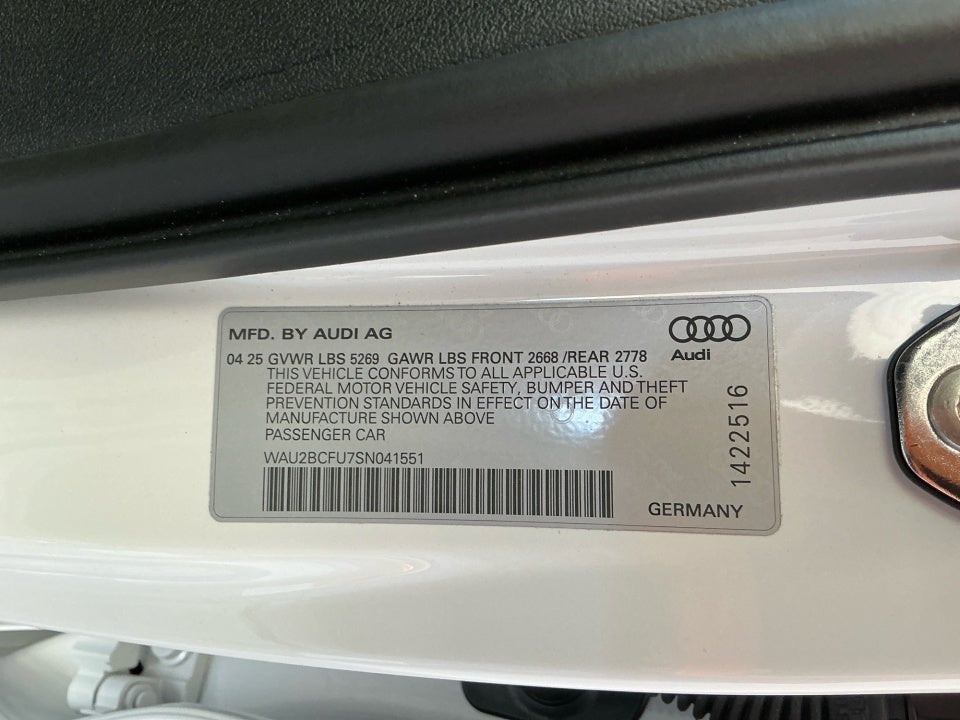 MFD. BY AUDI AG
Audi
04 25 GVWR LBS 5269 GAWR LBS FRONT 2668 /REAR 2778
THIS VEHICLE CONFORMS TO ALL APPLICABLE U.S.
FEDERAL MOTOR VEHICLE SAFETY, BUMPER AND THEFT
PREVENTION STANDARDS IN EFFECT ON THE DATE OF
MANUFACTURE SHOWN ABOVE
PASSENGER CAR
WAU2BCFU7SN041551
1422516
GERMANY